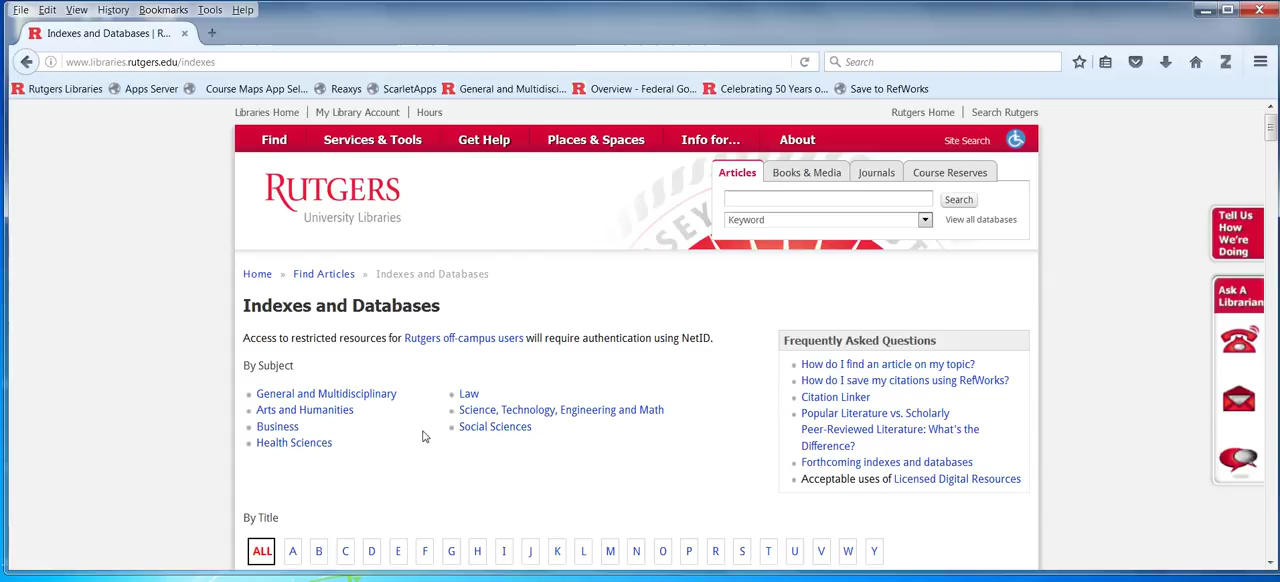 File Edit View History Bookmarks Tools Help
Indexes and Databases | R...
www.libraries.rutgers.edu/indexes
Search
Rutgers Libraries Apps Server Course Maps App Sel... Reaxys ScarletApps General and Multidisci... Overview - Federal Go... Celebrating 50 Years o... Save to RefWorks
Libraries Home | My Library Account | Hours
Rutgers Home | Search Rutgers
Find Services & Tools Get Help Places & Spaces Info for... About Site Search
RUTGERS
University Libraries
Articles Books & Media Journals Course Reserves
Search
Keyword
View all databases
Tell Us
How
We're
Doing
Home » Find Articles » Indexes and Databases
Indexes and Databases
Access to restricted resources for Rutgers off-campus users will require authentication using NetID.
By Subject
General and Multidisciplinary
Arts and Humanities
Business
Health Sciences
Law
Science, Technology, Engineering and Math
Social Sciences
Frequently Asked Questions
How do I find an article on my topic?
How do I save my citations using RefWorks?
Citation Linker
Popular Literature vs. Scholarly
Peer-Reviewed Literature: What's the
Difference?
Forthcoming indexes and databases
Acceptable uses of Licensed Digital Resources
Ask A
Librarian
By Title
ALL A B C D E F G H I J K L M N O P R S T U V W Y